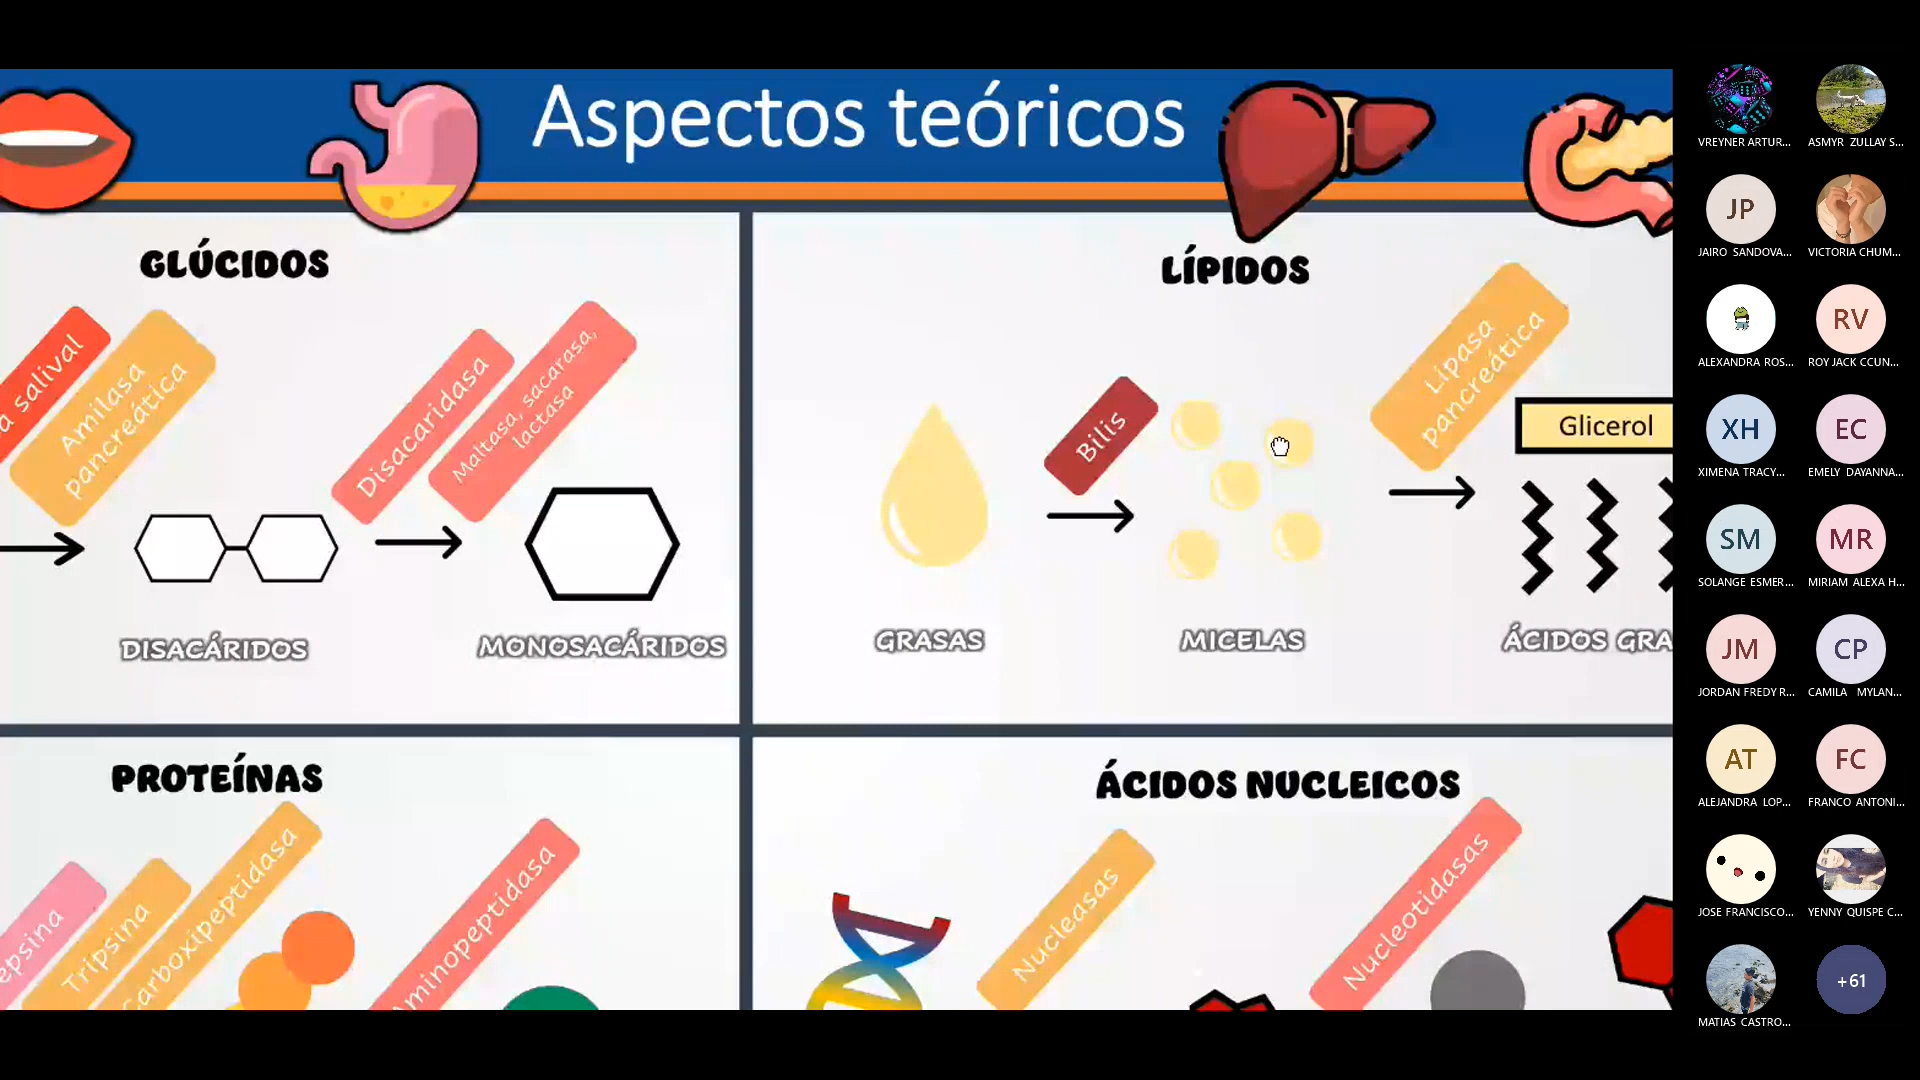 Aspectos teóricos
GLÚCIDOS
a salival
Amilasa
pancreática
Disacaridasa
Maltasa, sacarasa,
lactasa
DISACÁRIDOS
MONOSACÁRIDOS
LÍPIDOS
Bilis
Lipasa
pancreática
Glicerol
GRASAS
MICELAS
ÁCIDOS GRA
PROTEÍNAS
epsina
Tripsina
Carboxipeptidasa
Aminopeptidasa
ÁCIDOS NUCLEICOS
Nucleasas
Nucleotidasas
VREYNER ARTUR...
ASMYR ZULLAY S...
JP
JAIRO SANDOVA...
VICTORIA CHUM...
ALEXANDRA ROS...
RV
ROY JACK CCUN...
XH
XIMENA TRACY...
EC
EMELY DAYANNA...
SM
SOLANGE ESMER...
MR
MIRIAM ALEXA H...
JM
JORDAN FREDY R...
CP
CAMILA MYLAN...
AT
ALEJANDRA LOP...
FC
FRANCO ANTONI...
JOSE FRANCISCO...
YENNY QUISPE C...
MATIAS CASTRO...
+61